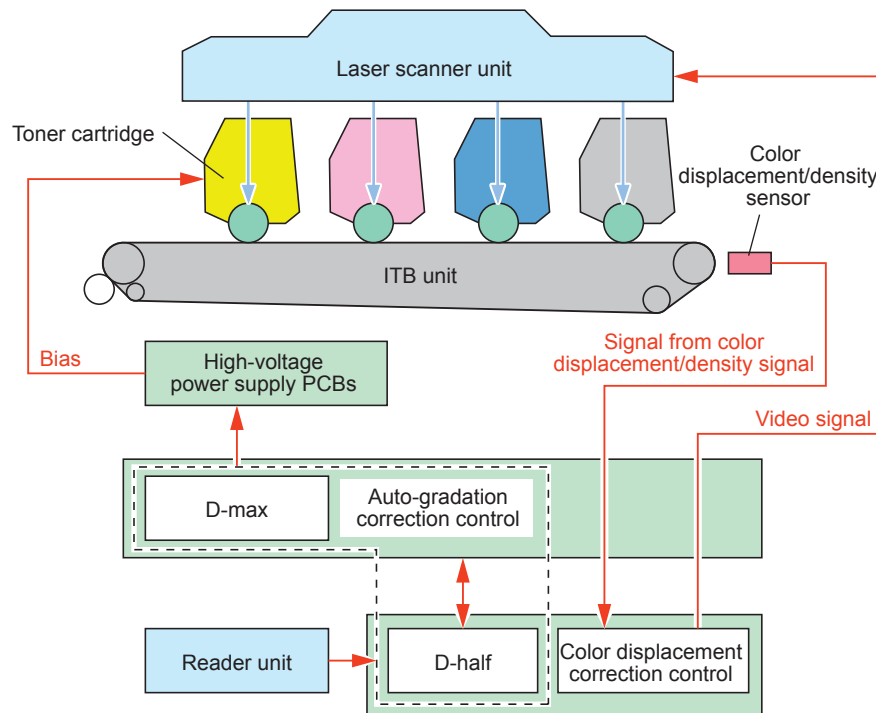 Laser scanner unit
Toner cartridge
Color
displacement/density
sensor
ITB unit
Signal from color
displacement/density signal
Bias
High-voltage
power supply PCBs
Video signal
D-max
Auto-gradation
correction control
Reader unit
D-half
Color displacement
correction control